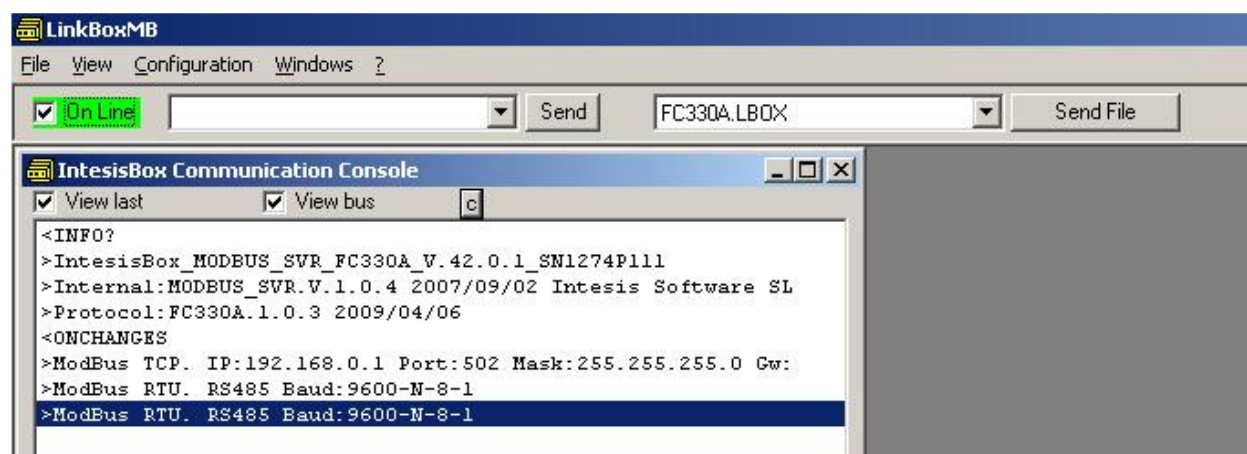 LinkBoxMB
File View Configuration Windows ?
On Line Send FC330A.LBOX Send File
IntesisBox Communication Console
View last View bus c
<INFO?
>IntesisBox_MODBUS_SVR_FC330A_V.42.0.1_SN1274P111
>Internal:MODBUS_SVR.V.1.0.4 2007/09/02 Intesis Software SL
>Protocol:FC330A.1.0.3 2009/04/06
<ONCHANGES
>ModBus TCP. IP:192.168.0.1 Port:502 Mask:255.255.255.0 Gw:
>ModBus RTU. RS485 Baud:9600-N-8-1
>ModBus RTU. RS485 Baud:9600-N-8-1